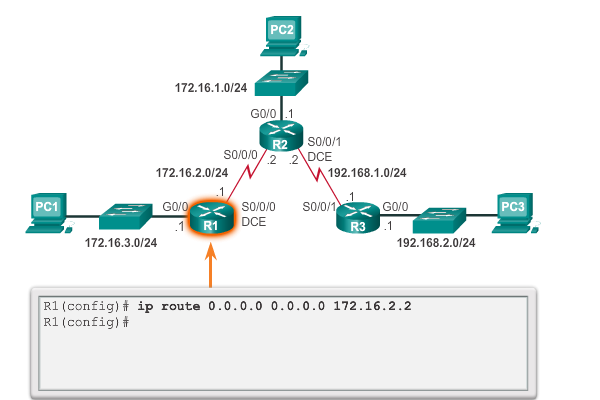 PC2
172.16.1.0/24
G0/0 .1
S0/0/1
R2
DCE
S0/0/0
.2 .2
172.16.2.0/24
192.168.1.0/24
.1
.1
PC1
G0/0
S0/0/0
S0/0/1
G0/0
PC3
.1
R1
DCE
R3
.1
172.16.3.0/24
192.168.2.0/24
R1(config)# ip route 0.0.0.0 0.0.0.0 172.16.2.2
R1(config)#